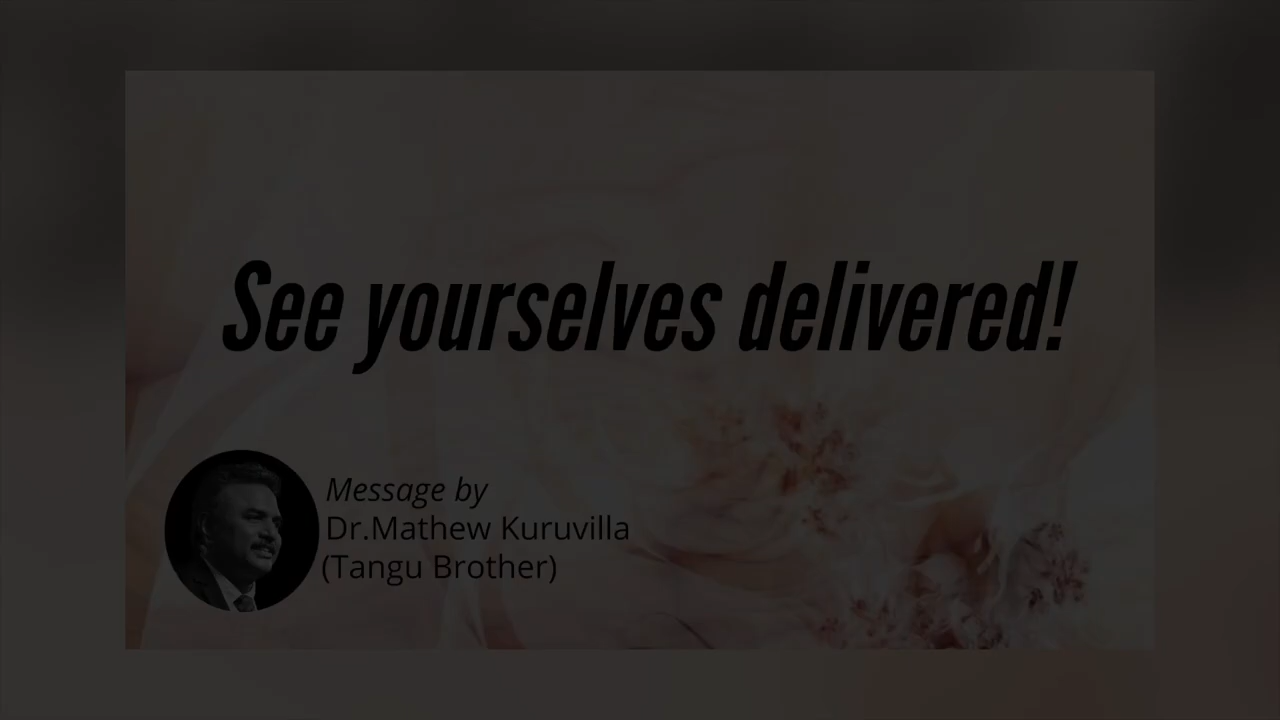 See yourselves delivered!
Message by
Dr.Mathew Kuruvilla
(Tangu Brother)